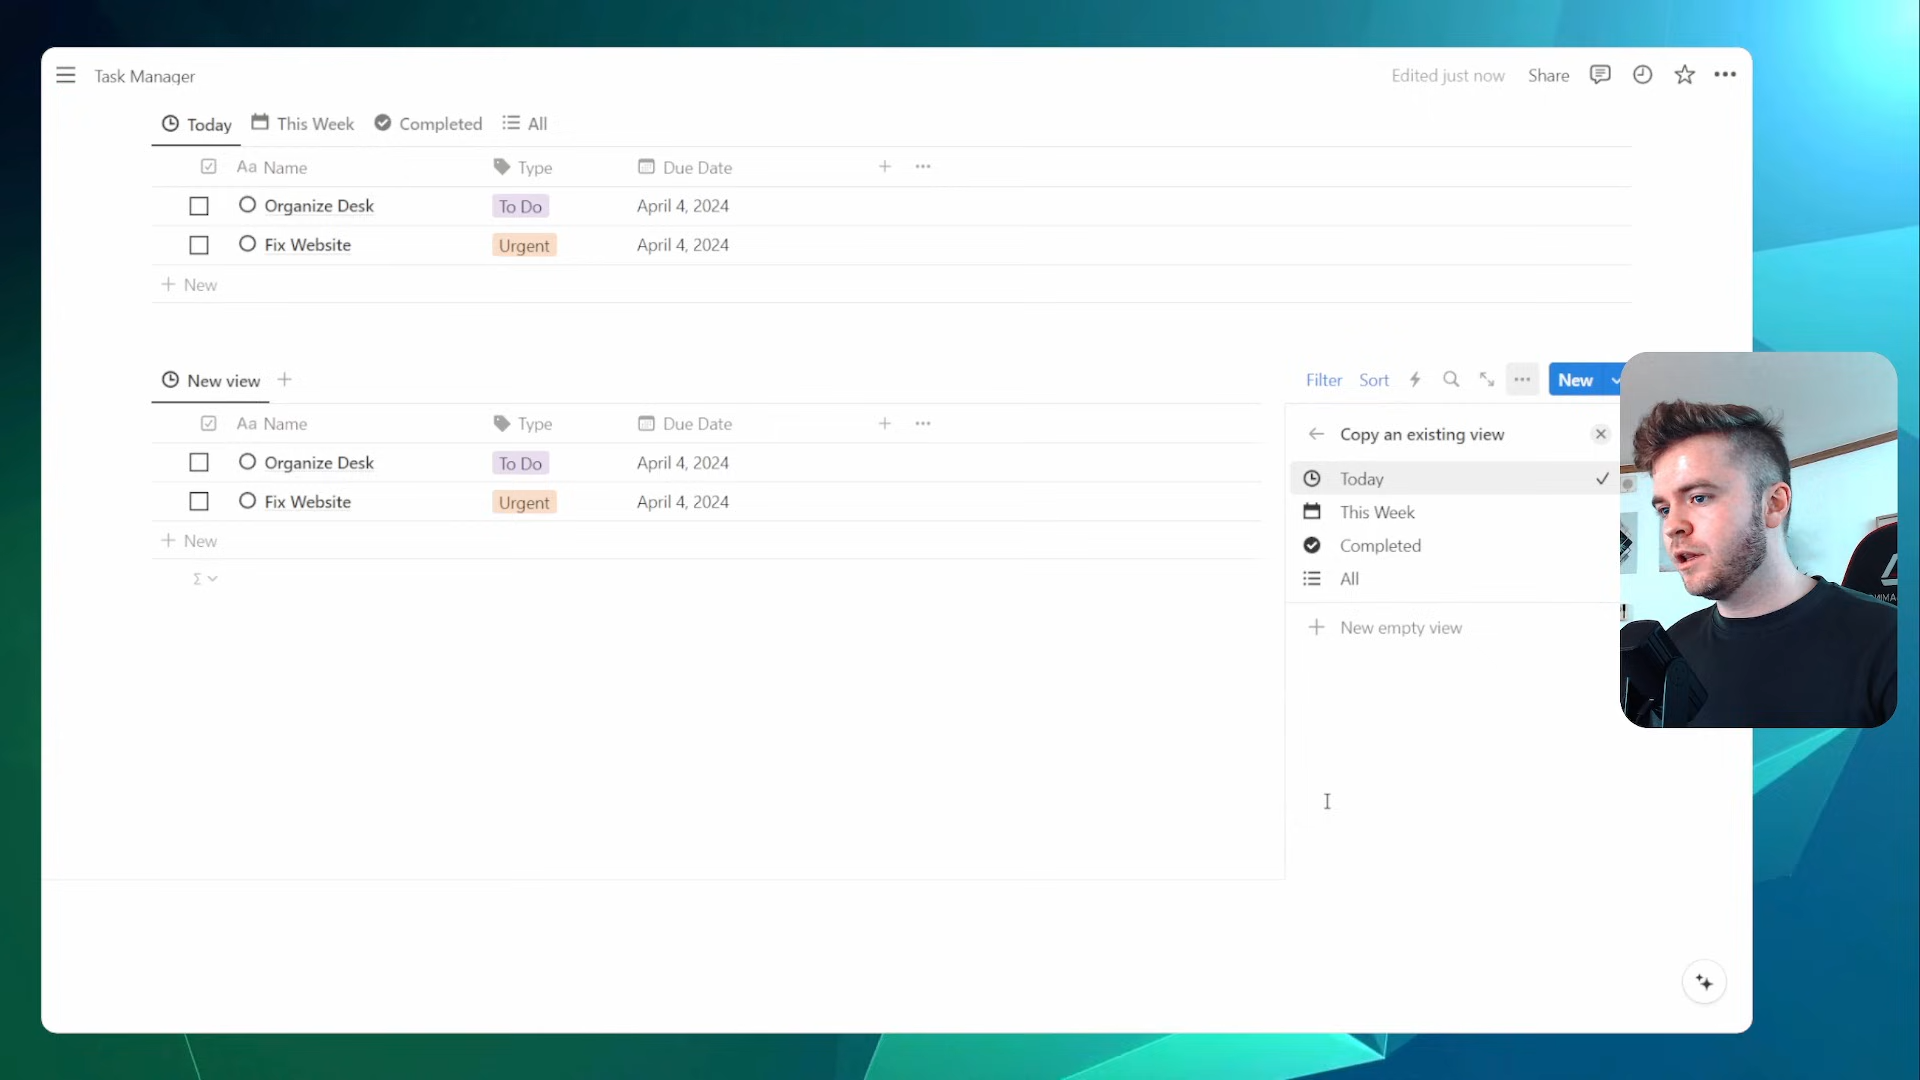 Task Manager
Edited just now Share
Today This Week Completed All
Aa Name Type Due Date
Organize Desk To Do April 4, 2024
Fix Website Urgent April 4, 2024
+ New
New view +
Filter Sort New
Aa Name Type Due Date
Organize Desk To Do April 4, 2024
Fix Website Urgent April 4, 2024
+ New
Σ
Copy an existing view
Today
This Week
Completed
All
+ New empty view